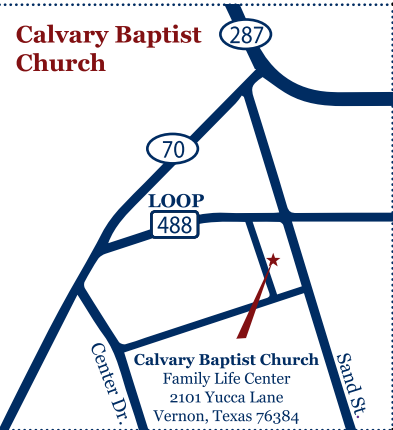 Calvary Baptist
Church
287
70
LOOP
488
Calvary Baptist Church
Family Life Center
2101 Yucca Lane
Vernon, Texas 76384
Center Dr.
Sand St.